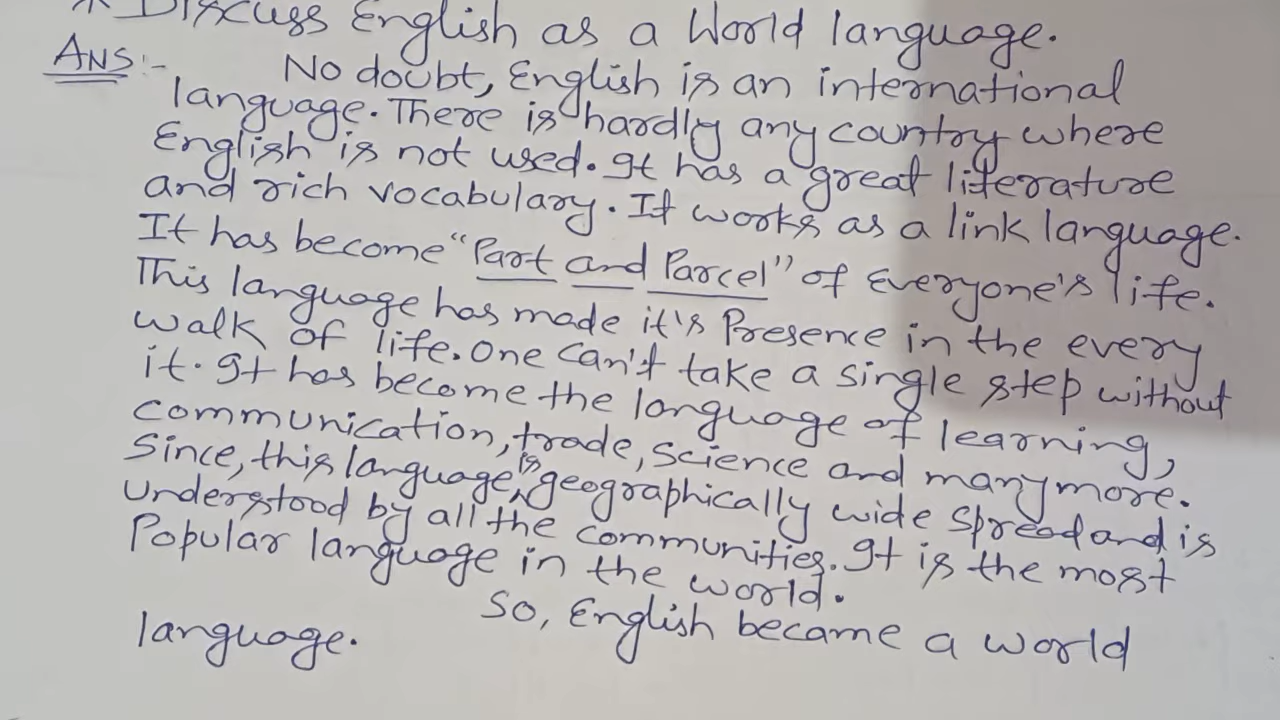 * Discuss English as a World language.
Ans:- No doubt, English is an international
language. There is hardly any country where
English is not used. It has a great literature
and rich vocabulary. It works as a link language.
It has become "Part and Parcel" of Everyone's life.
This language has made it's Presence in the every
walk of life. One can't take a single step without
it. It has become the language of learning,
communication, trade, science and many more.
Since, this language, is geographically wide spread and is
understood by all the communities. It is the most
Popular language in the world.
So, English became a world
language.